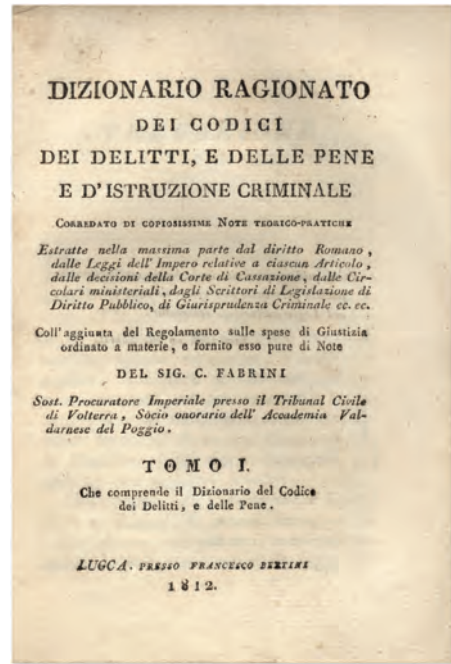 DIZIONARIO RAGIONATO
DEI CODICI
DEI DELITTI, E DELLE PENE
E D'ISTRUZIONE CRIMINALE
CORREDATO DI COPIOSISSIME NOTE TEORICO-PRATICHE
Estratte nella massima parte dal diritto Romano,
dalle Leggi dell'Impero relative a ciascun Articolo,
dalle decisioni della Corte di Cassazione, dalle Cir-
colari ministeriali, dagli Scrittori di Legislazione di
Diritto Pubblico, di Giurisprudenza Criminale ec. ec.
Coll'aggiunta del Regolamento sulle spese di Giustizia
ordinato a materle, e fornito esso pure di Note
DEL SIG. C. FABRINI
Sost. Procuratore Imperiale presso il Tribunal Civile
di Volterra, Socio onorario dell' Accademia Val-
darnese del Poggio.
TOMO I.
Che comprende il Dizionario del Codice
dei Delitti, e delle Pene.
LUCCA. PRESSO FRANCESCO BERTINI
1812.